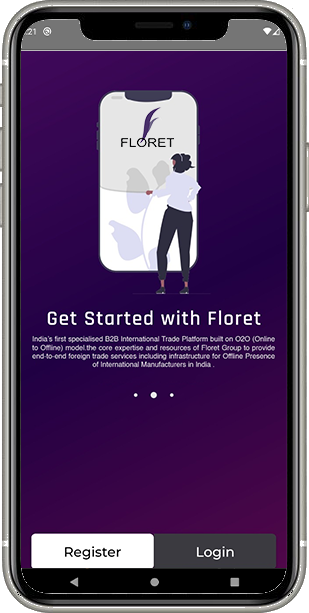 :21
FLORET
Get Started with Floret
India's first specialised B2B International Trade Platform built on O2O (Online
to Offline) model.the core expertise and resources of Floret Group to provide
end-to-end foreign trade services including infrastructure for Offline Presence
of International Manufacturers in India .
Register Login